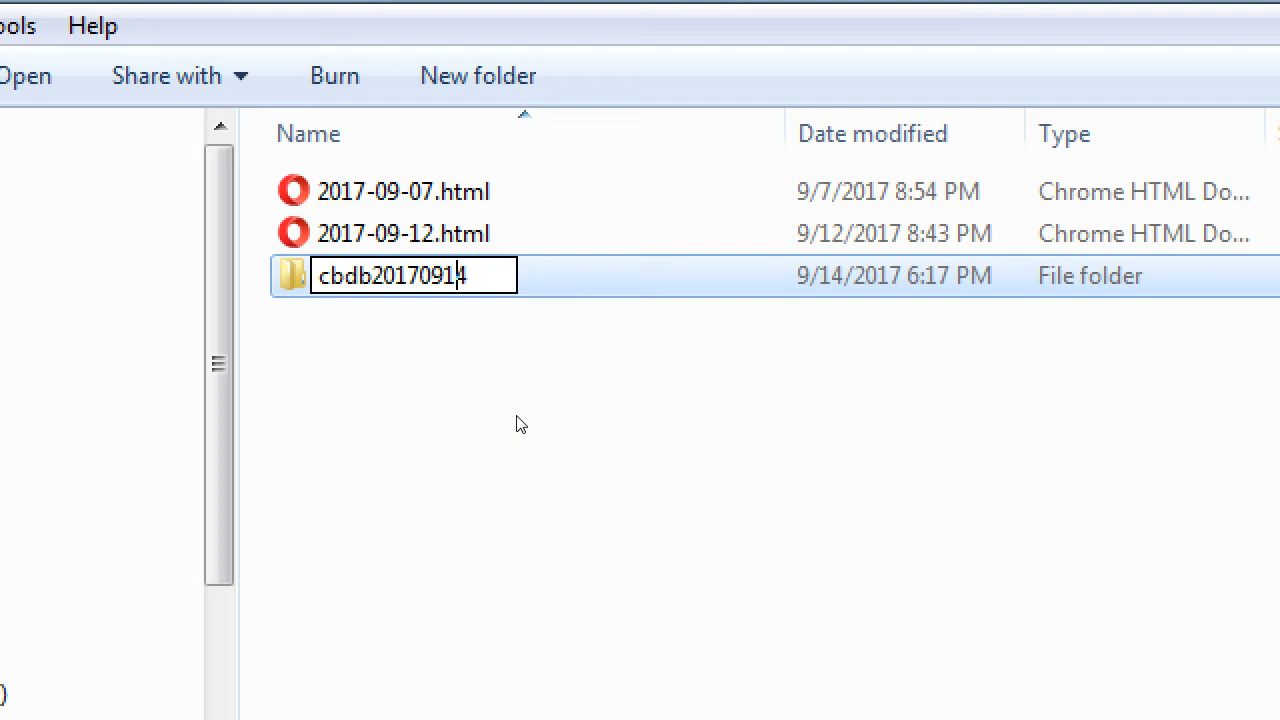 ools Help
Open Share with Burn New folder
Name Date modified Type
2017-09-07.html 9/7/2017 8:54 PM Chrome HTML Do...
2017-09-12.html 9/12/2017 8:43 PM Chrome HTML Do...
cbdb20170914 9/14/2017 6:17 PM File folder
)